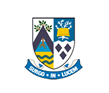 SURGO • IN • LUCEM